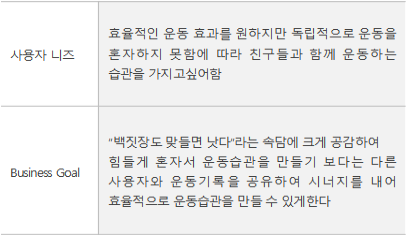 사용자 니즈
효율적인 운동 효과를 원하지만 독립적으로 운동을
혼자하지 못함에 따라 친구들과 함께 운동하는
습관을 가지고싶어함
Business Goal
"백짓장도 맞들면 낫다"라는 속담에 크게 공감하여
힘들게 혼자서 운동습관을 만들기 보다는 다른
사용자와 운동기록을 공유하여 시너지를 내어
효율적으로 운동습관을 만들 수 있게한다